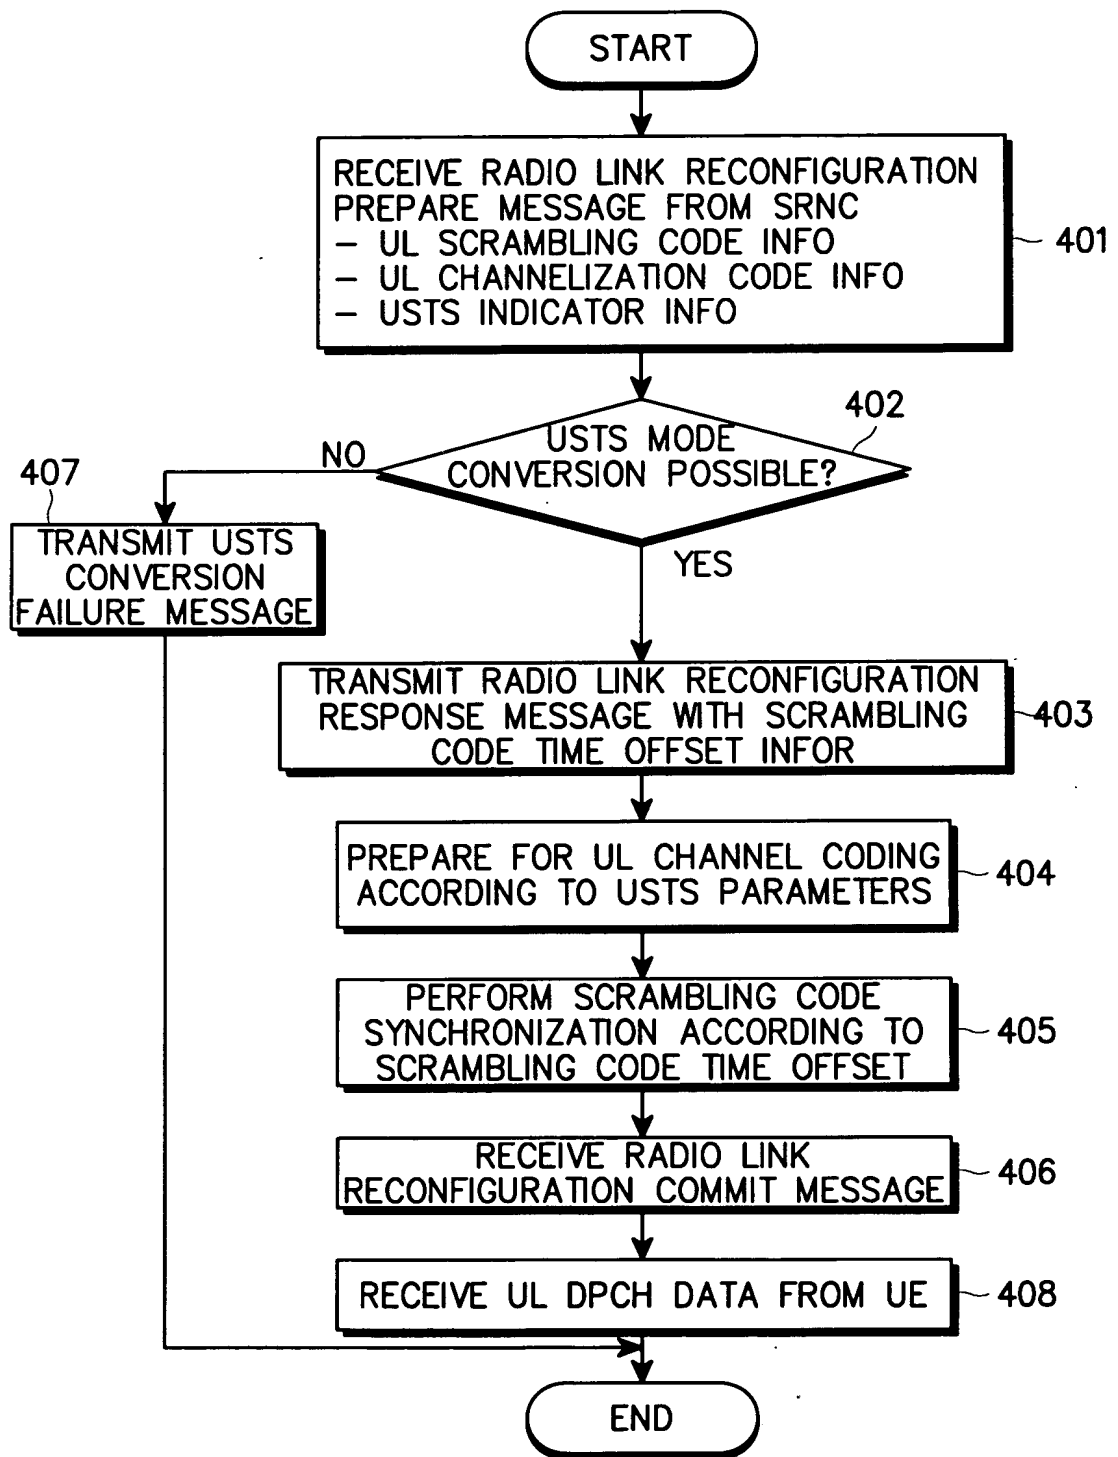 START
RECEIVE RADIO LINK RECONFIGURATION
PREPARE MESSAGE FROM SRNC
– UL SCRAMBLING CODE INFO
– UL CHANNELIZATION CODE INFO
– USTS INDICATOR INFO
401
402
USTS MODE
CONVERSION POSSIBLE?
NO
YES
407
TRANSMIT USTS
CONVERSION
FAILURE MESSAGE
TRANSMIT RADIO LINK RECONFIGURATION
RESPONSE MESSAGE WITH SCRAMBLING
CODE TIME OFFSET INFOR
403
PREPARE FOR UL CHANNEL CODING
ACCORDING TO USTS PARAMETERS
404
PERFORM SCRAMBLING CODE
SYNCHRONIZATION ACCORDING TO
SCRAMBLING CODE TIME OFFSET
405
RECEIVE RADIO LINK
RECONFIGURATION COMMIT MESSAGE
406
RECEIVE UL DPCH DATA FROM UE
408
END